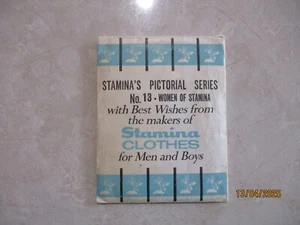 STAMINA'S PICTORIAL SERIES
No. 13 - WOMEN OF STAMINA
with Best Wishes from
the makers of
Stamina
CLOTHES
for Men and Boys
13/04/2025